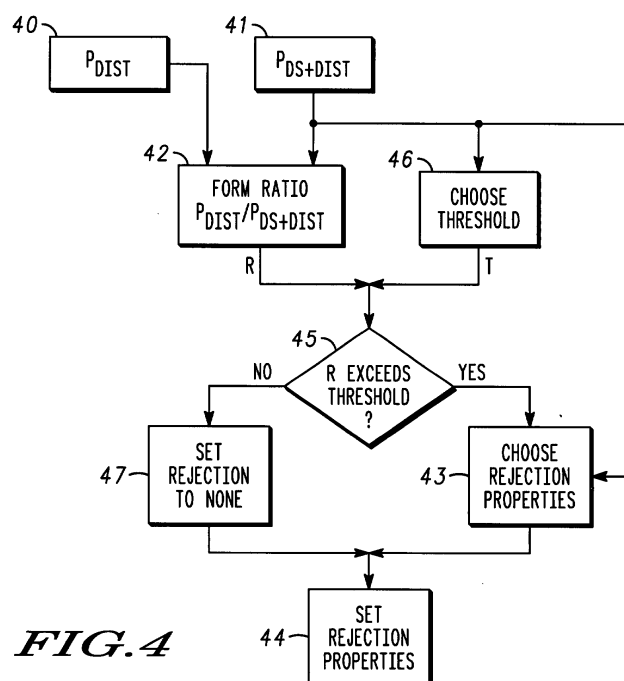 40
P_DIST
41
P_DS+DIST
42
FORM RATIO
P_DIST/P_DS+DIST
46
CHOOSE
THRESHOLD
R
T
45
R EXCEEDS
THRESHOLD
?
NO
YES
47
SET
REJECTION
TO NONE
43
CHOOSE
REJECTION
PROPERTIES
44
SET
REJECTION
PROPERTIES
FIG.4